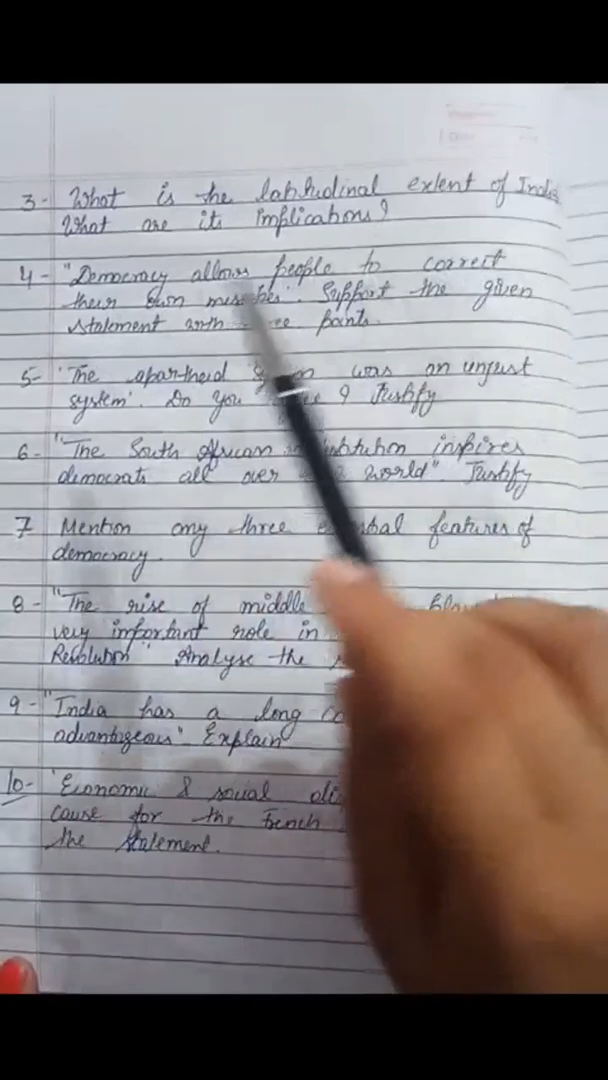 3- What is the latitudinal extent of India
What are its implications?
4- "Democracy allows people to correct
their own". Support the given
statement points.
5- 'The apartheid was an unjust
system'. Do you ? Justify
6- "The South African inspires
democrats all over world". Justify
7 Mention any three features of
democracy.
8- "The rise of middle
very important role in
Revolution" Analyse the
9- "India has a long
advantageous" Explain
10- 'Economic & social
cause for the French
the statement.